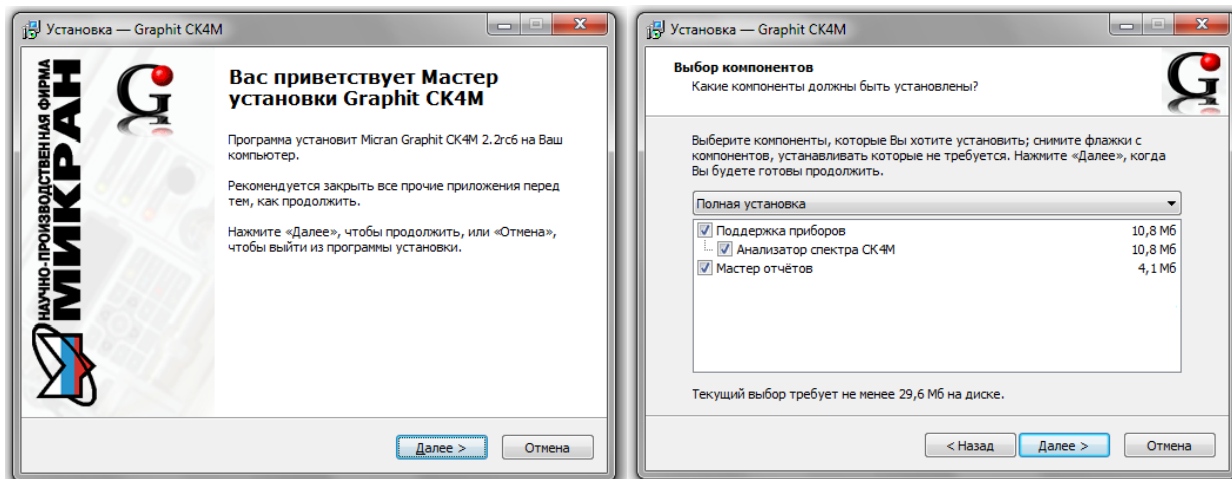 Установка — Graphit СК4М
НАУЧНО-ПРОИЗВОДСТВЕННАЯ ФИРМА
МИКРАН
Вас приветствует Мастер
установки Graphit СК4М
Программа установит Micran Graphit СК4М 2.2rc6 на Ваш
компьютер.
Рекомендуется закрыть все прочие приложения перед
тем, как продолжить.
Нажмите «Далее», чтобы продолжить, или «Отмена»,
чтобы выйти из программы установки.
Далее >
Отмена
Установка — Graphit СК4М
Выбор компонентов
Какие компоненты должны быть установлены?
Выберите компоненты, которые Вы хотите установить; снимите флажки с
компонентов, устанавливать которые не требуется. Нажмите «Далее», когда
Вы будете готовы продолжить.
Полная установка
Поддержка приборов 10,8 Мб
Анализатор спектра СК4М 10,8 Мб
Мастер отчётов 4,1 Мб
Текущий выбор требует не менее 29,6 Мб на диске.
< Назад
Далее >
Отмена